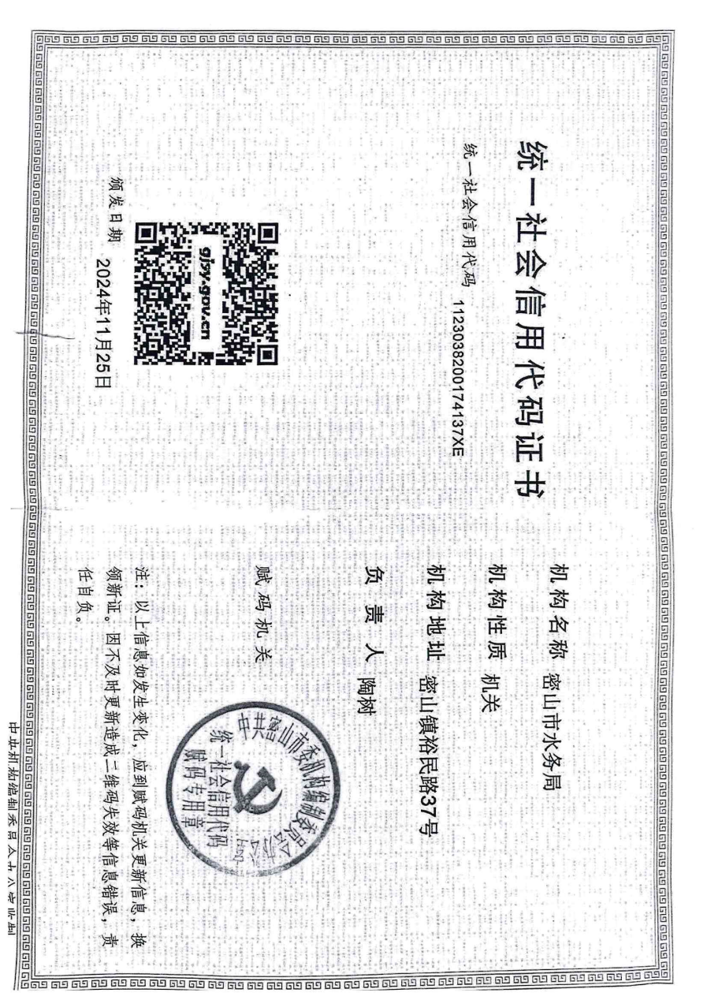 统一社会信用代码证书
统一社会信用代码 1123038200174137XE
gjsy.gov.cn
颁发日期 2024年11月25日
机构名称 密山市水务局
机构性质 机关
机构地址 密山镇裕民路37号
负责人 陶树
赋码机关
中共密山市委机构编制委员会办公室
统一社会信用代码
赋码专用章
注：以上信息如发生变化，应到赋码机关更新信息，换
领新证。因不及时更新造成二维码失效等信息错误，责
任自负。
中央机构编制委员会办公室监制